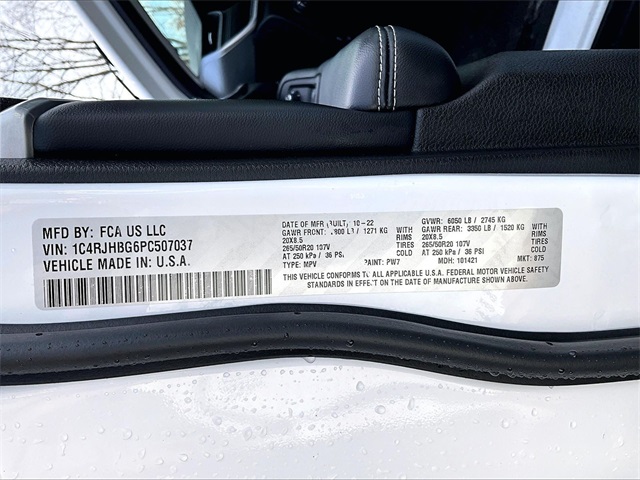 MFD BY: FCA US LLC
VIN: 1C4RJHBG6PC507037
VEHICLE MADE IN: U.S.A.
DATE OF MFR 10-22
GAWR FRONT: 1271 KG WITH
20X8.5 RIMS
265/50R20 107V TIRES
AT 250 kPa / 36 PSI COLD
TYPE: MPV PAINT: PW7
GVWR: 6050 LB / 2745 KG
GAWR REAR: 3350 LB / 1520 KG WITH
20X8.5 RIMS
265/50R20 107V TIRES
AT 250 kPa / 36 PSI COLD
MDH: 101421 MKT: 875
THIS VEHICLE CONFORMS TO ALL APPLICABLE U.S.A. FEDERAL MOTOR VEHICLE SAFETY
STANDARDS IN EFFECT ON THE DATE OF MANUFACTURE SHOWN ABOVE.